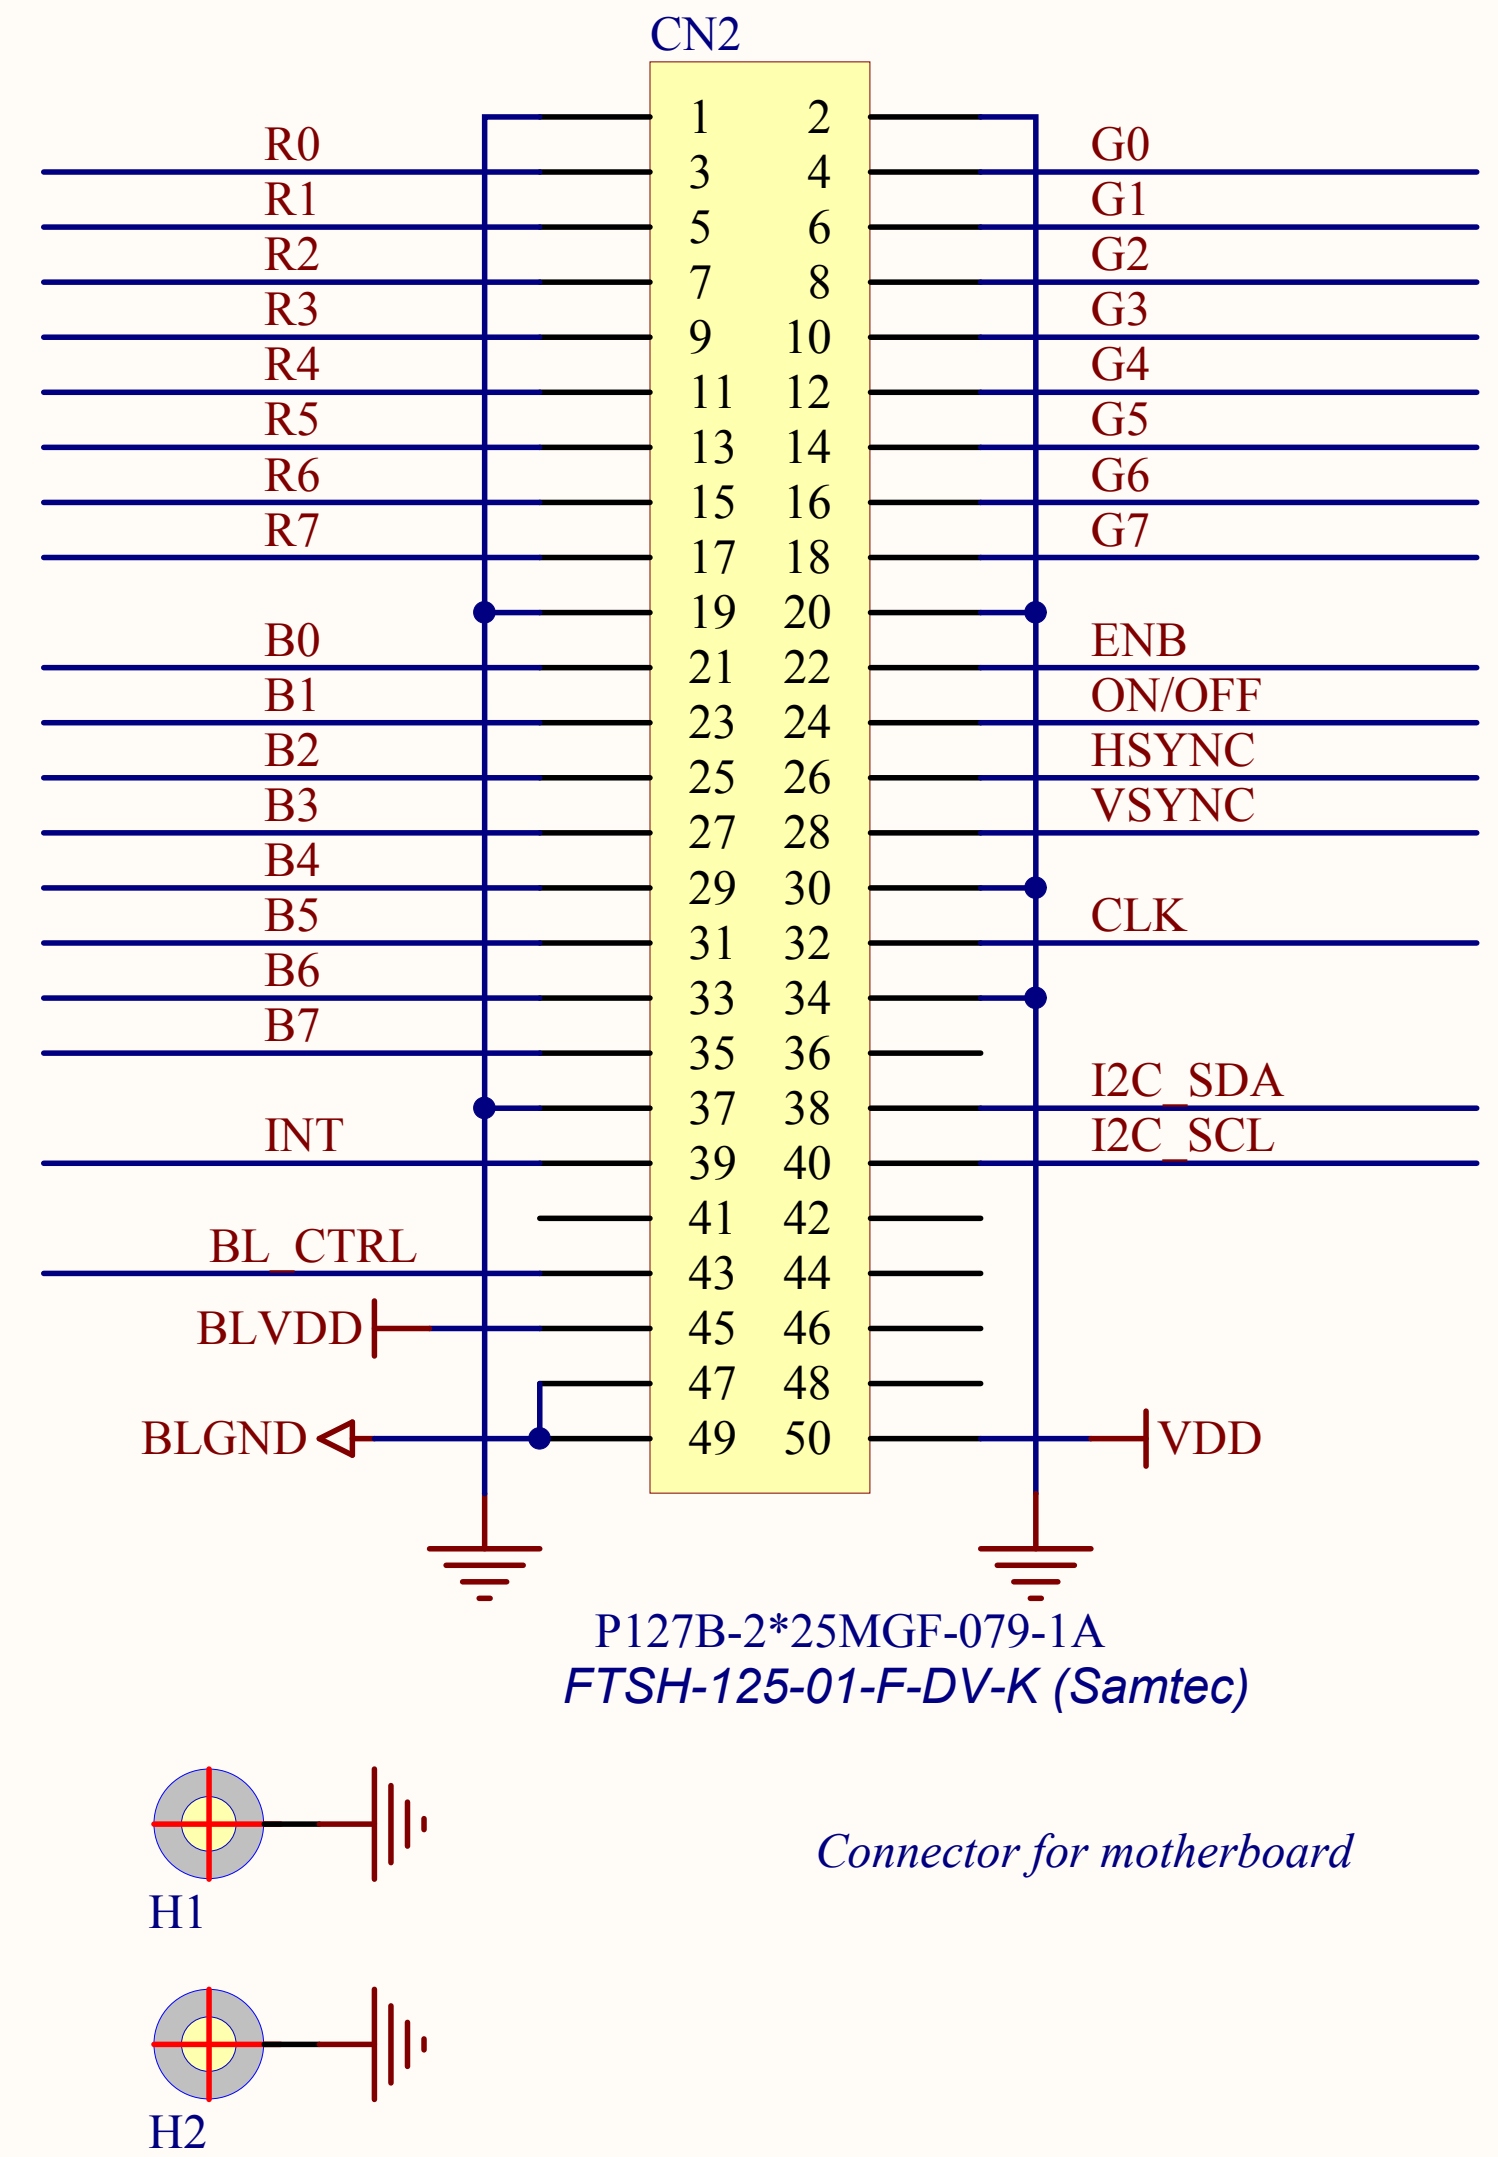 CN2
1 2
R0 G0
3 4
R1 G1
5 6
R2 G2
7 8
R3 G3
9 10
R4 G4
11 12
R5 G5
13 14
R6 G6
15 16
R7 G7
17 18
19 20
B0 ENB
21 22
B1 ON/OFF
23 24
B2 HSYNC
25 26
B3 VSYNC
27 28
B4
29 30
B5 CLK
31 32
B6
33 34
B7
35 36
I2C_SDA
37 38
INT I2C_SCL
39 40
41 42
BL_CTRL
43 44
BLVDD 45 46
47 48
BLGND 49 50 VDD
P127B-2*25MGF-079-1A
FTSH-125-01-F-DV-K (Samtec)
Connector for motherboard
H1
H2